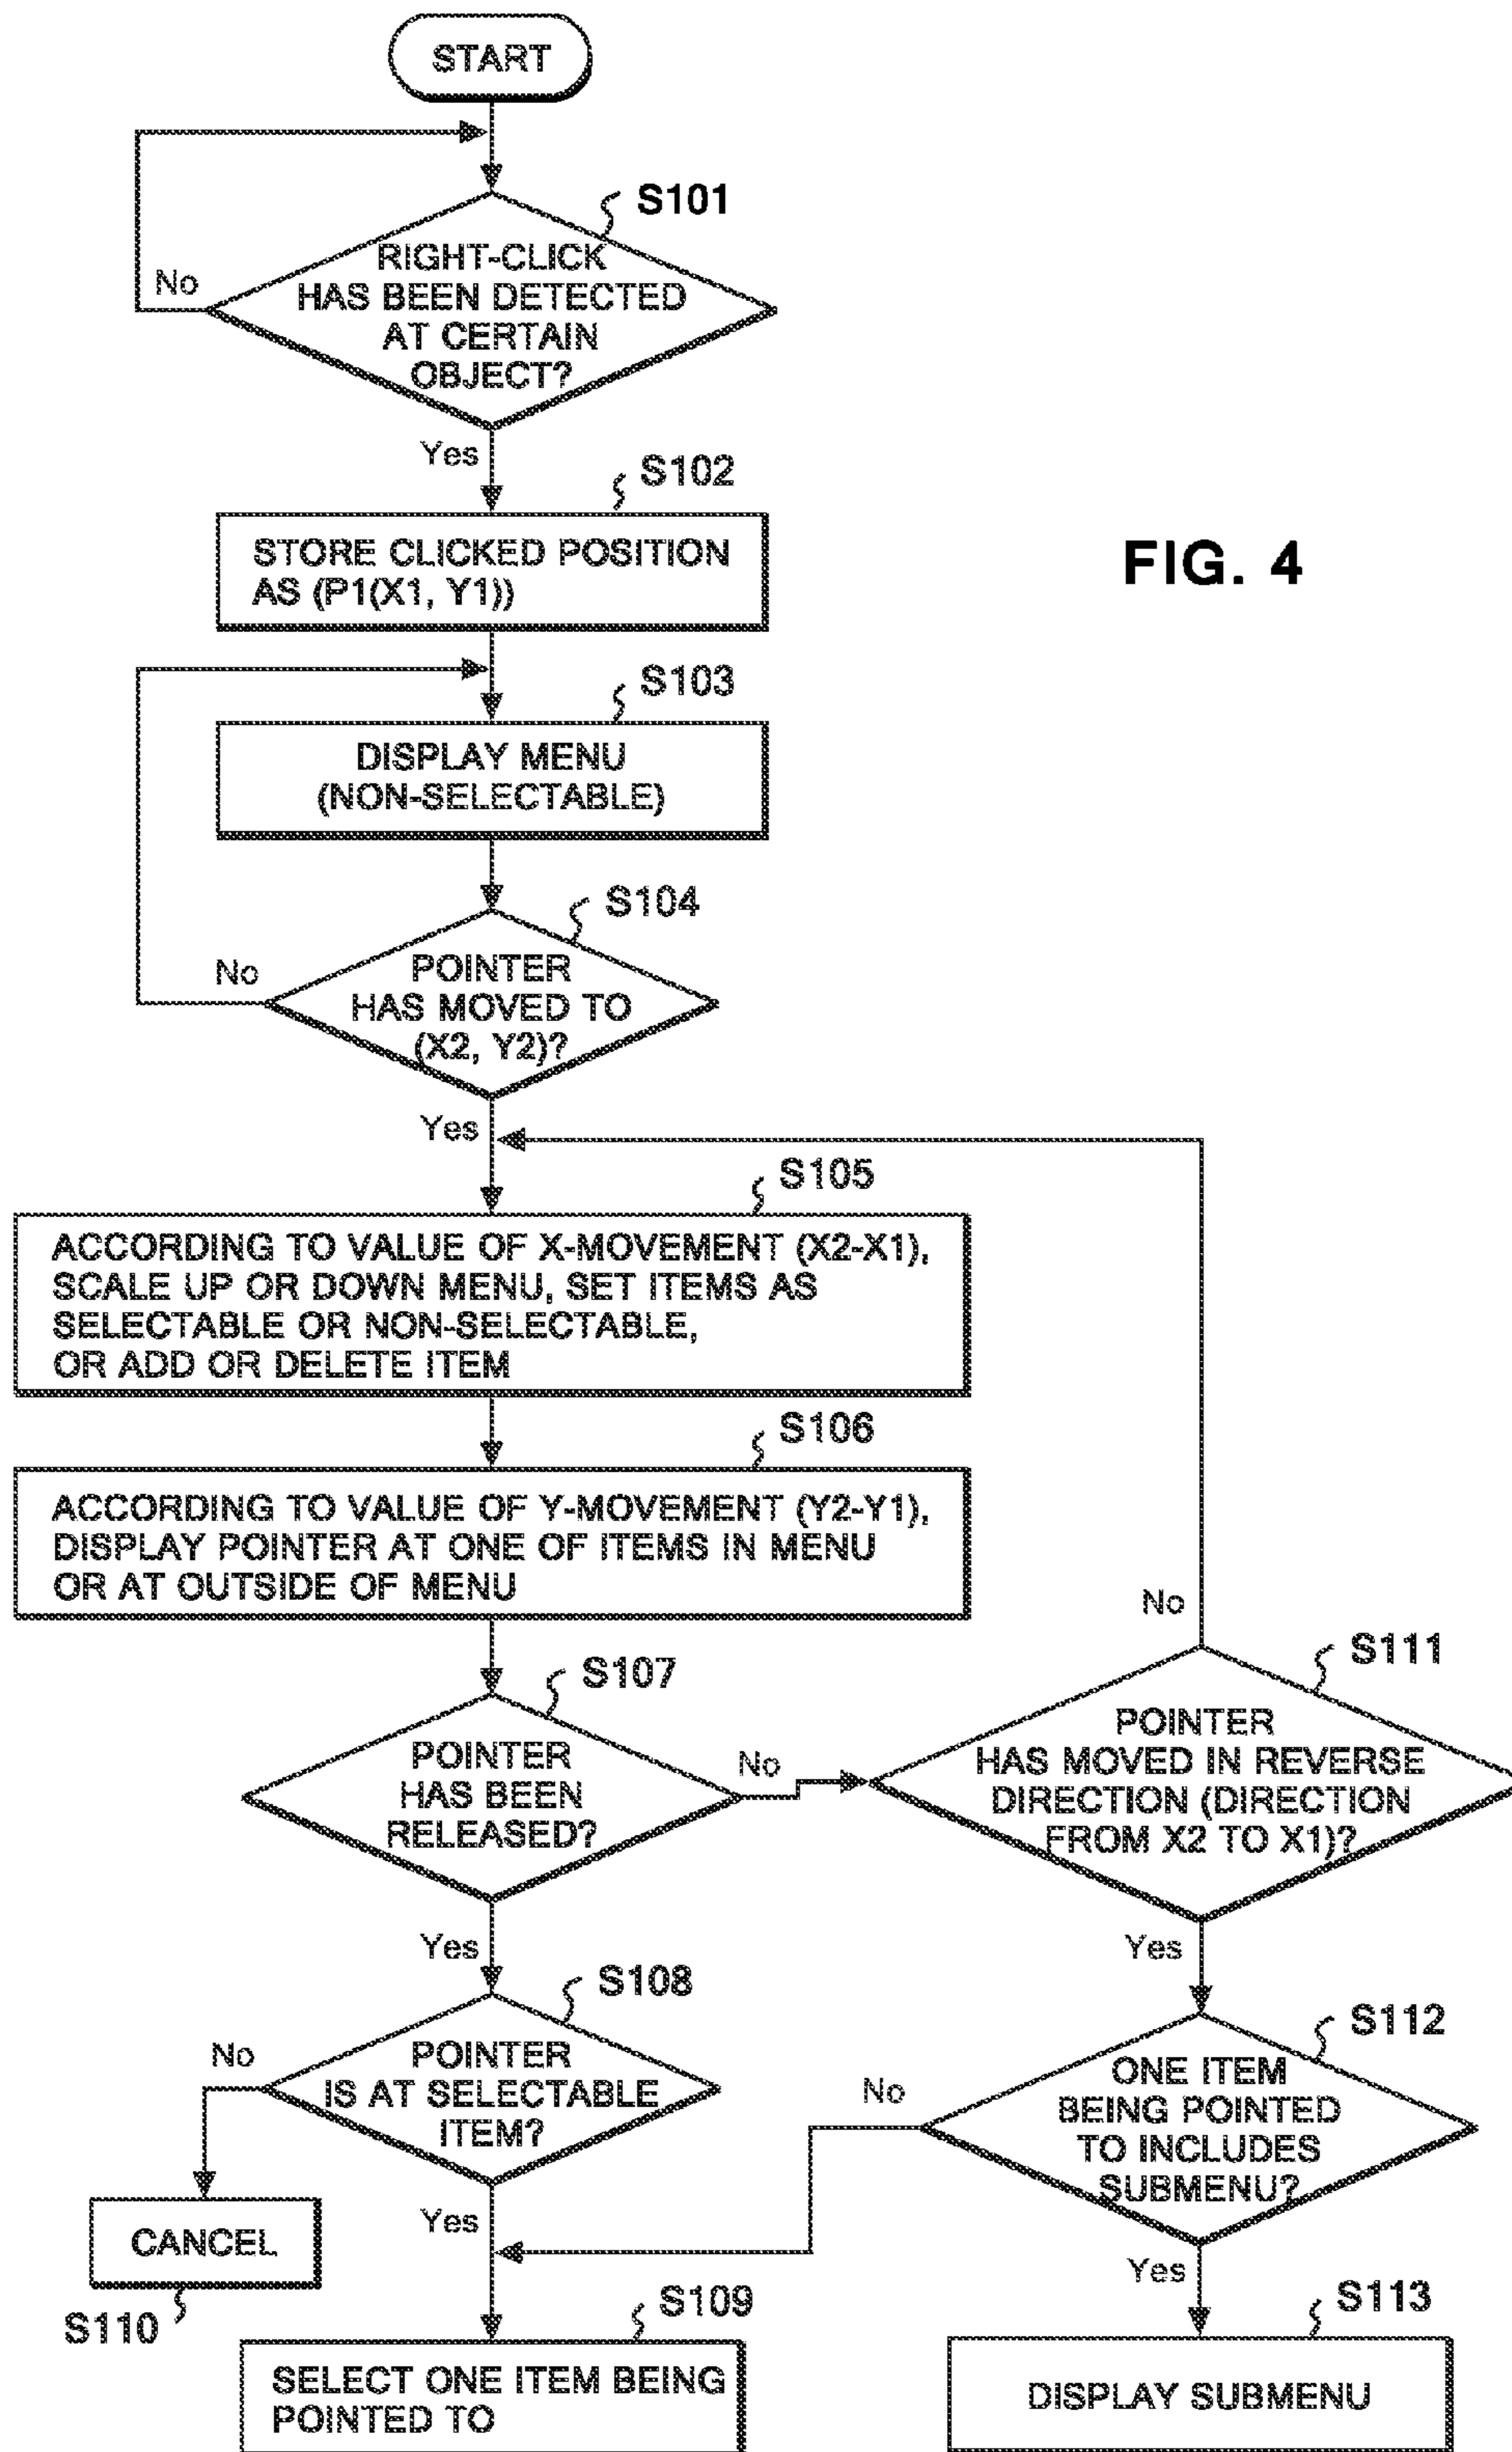 START
S101
RIGHT-CLICK
HAS BEEN DETECTED
AT CERTAIN
OBJECT?
No
Yes
S102
STORE CLICKED POSITION
AS (P1(X1, Y1))
FIG. 4
S103
DISPLAY MENU
(NON-SELECTABLE)
S104
POINTER
HAS MOVED TO
(X2, Y2)?
No
Yes
S105
ACCORDING TO VALUE OF X-MOVEMENT (X2-X1),
SCALE UP OR DOWN MENU, SET ITEMS AS
SELECTABLE OR NON-SELECTABLE,
OR ADD OR DELETE ITEM
S106
ACCORDING TO VALUE OF Y-MOVEMENT (Y2-Y1),
DISPLAY POINTER AT ONE OF ITEMS IN MENU
OR AT OUTSIDE OF MENU
S107
POINTER
HAS BEEN
RELEASED?
No
Yes
No
S111
POINTER
HAS MOVED IN REVERSE
DIRECTION (DIRECTION
FROM X2 TO X1)?
Yes
S108
POINTER
IS AT SELECTABLE
ITEM?
No
Yes
S112
ONE ITEM
BEING POINTED
TO INCLUDES
SUBMENU?
No
Yes
CANCEL
S110
S109
SELECT ONE ITEM BEING
POINTED TO
S113
DISPLAY SUBMENU